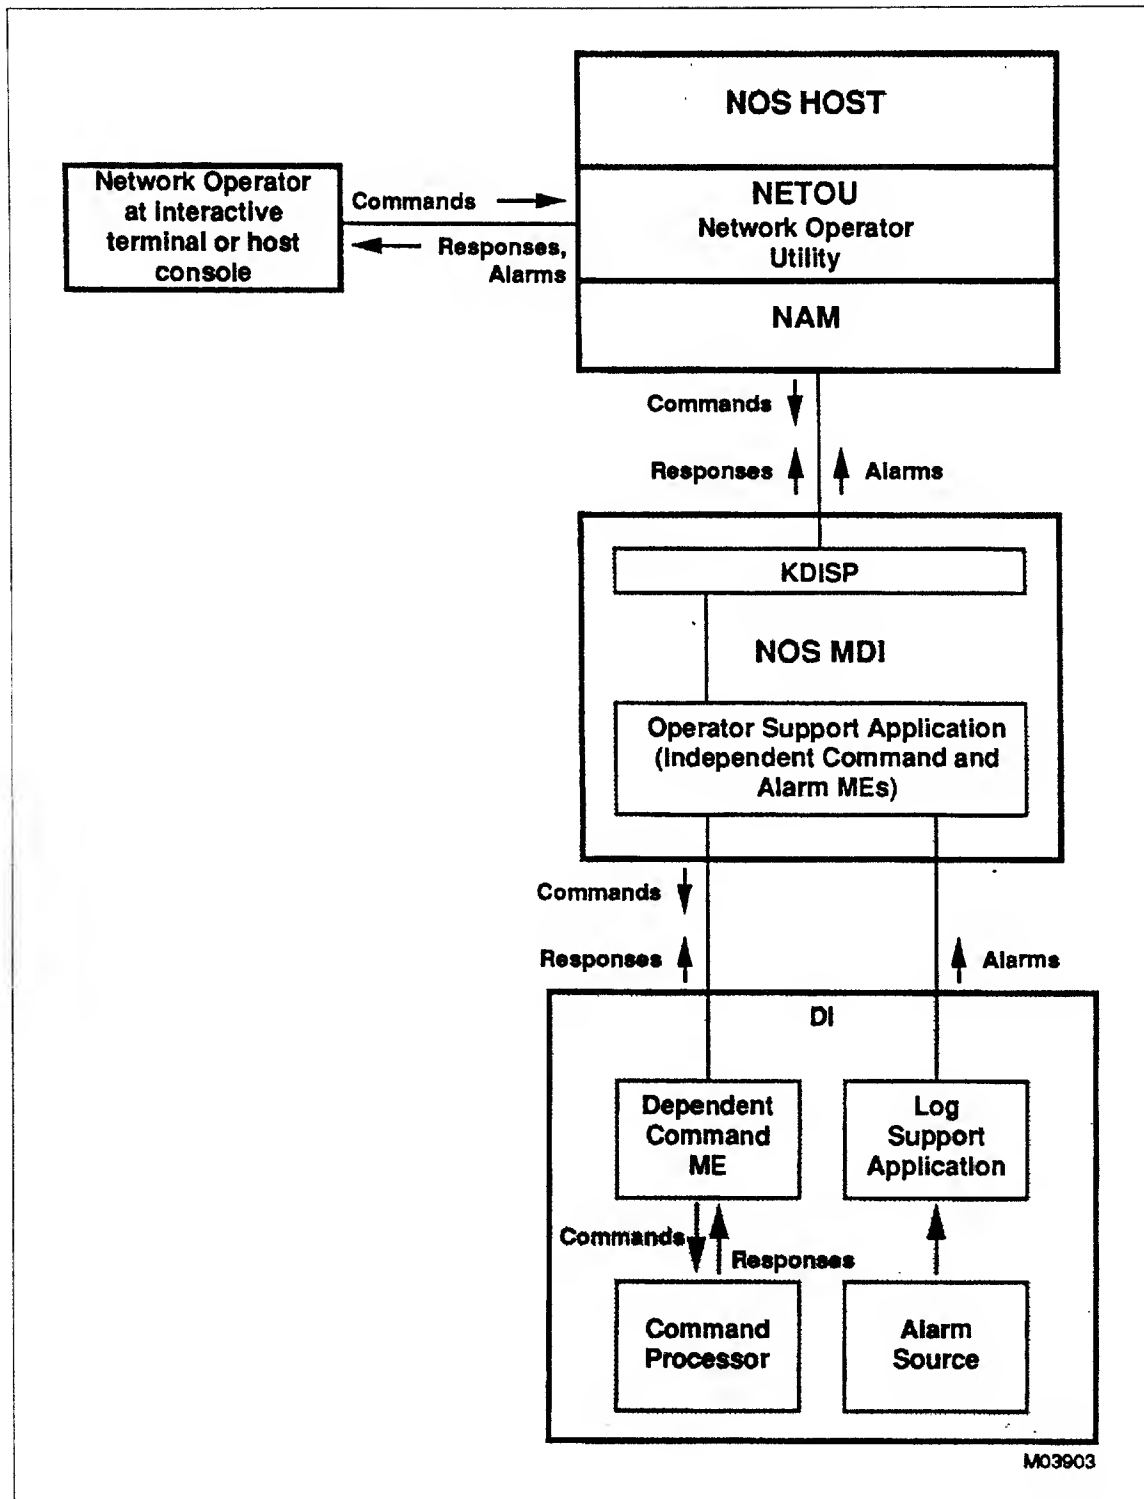 NOS HOST
Network Operator
at interactive
terminal or host
console
Commands
Responses,
Alarms
NETOU
Network Operator
Utility
NAM
Commands
Responses
Alarms
KDISP
NOS MDI
Operator Support Application
(Independent Command and
Alarm MEs)
Commands
Responses
Alarms
DI
Dependent
Command
ME
Log
Support
Application
Commands
Responses
Command
Processor
Alarm
Source
M03903